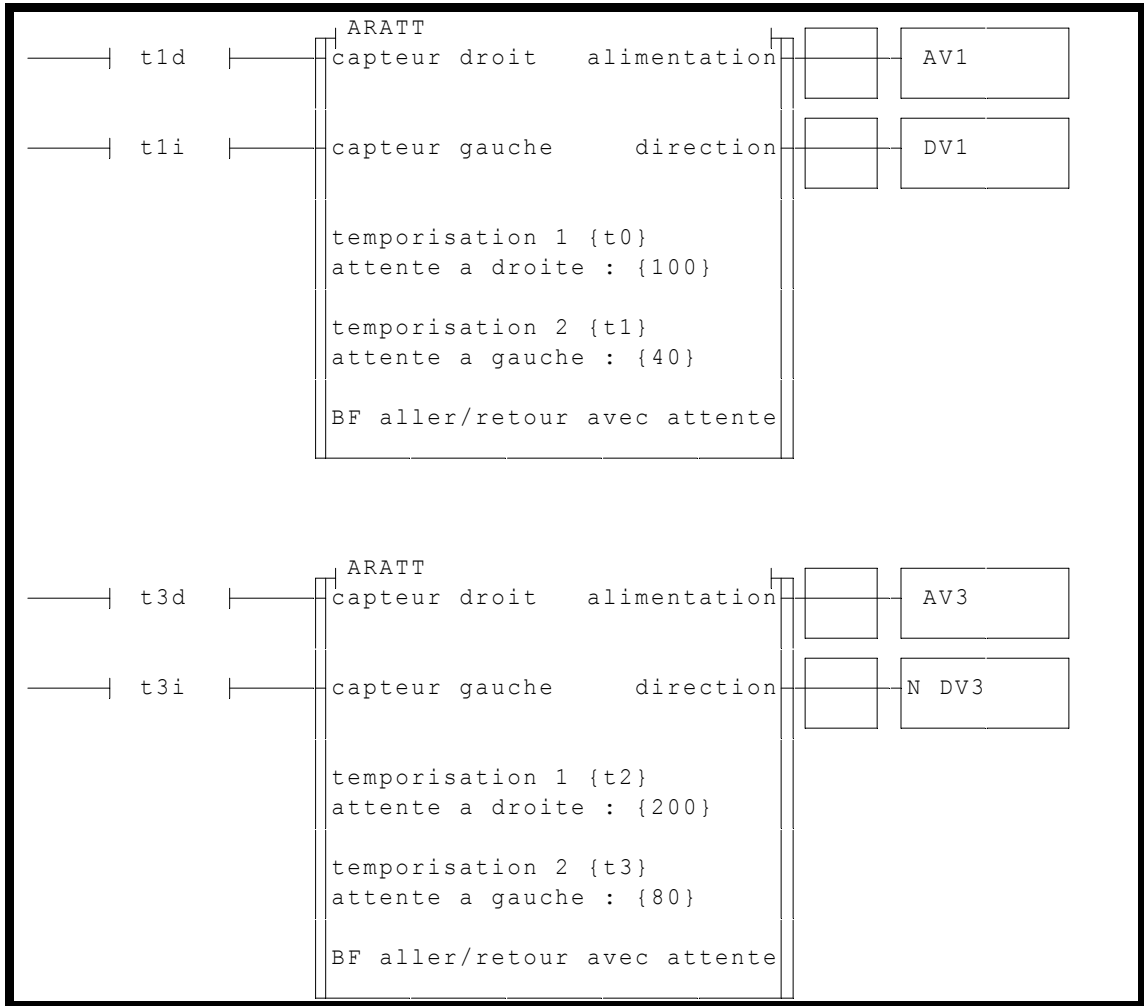 ARATT
t1d capteur droit alimentation AV1
t1i capteur gauche direction DV1
temporisation 1 {t0}
attente a droite : {100}
temporisation 2 {t1}
attente a gauche : {40}
BF aller/retour avec attente
ARATT
t3d capteur droit alimentation AV3
t3i capteur gauche direction N DV3
temporisation 1 {t2}
attente a droite : {200}
temporisation 2 {t3}
attente a gauche : {80}
BF aller/retour avec attente